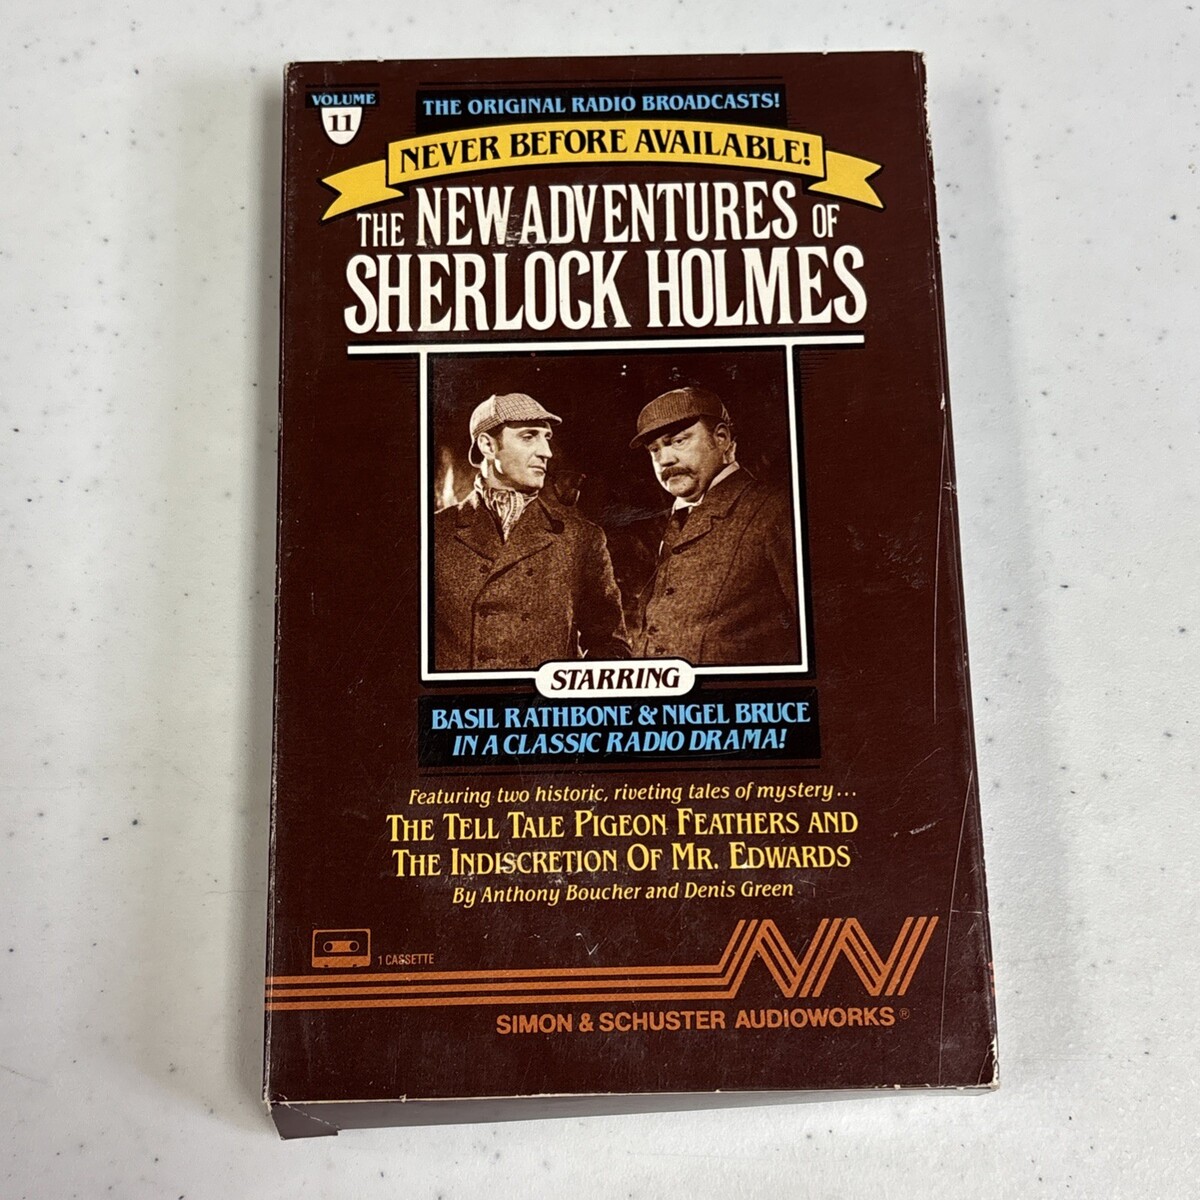 VOLUME
11
THE ORIGINAL RADIO BROADCASTS!
NEVER BEFORE AVAILABLE!
THE NEW ADVENTURES OF
SHERLOCK HOLMES
STARRING
BASIL RATHBONE & NIGEL BRUCE
IN A CLASSIC RADIO DRAMA!
Featuring two historic, riveting tales of mystery...
THE TELL TALE PIGEON FEATHERS AND
THE INDISCRETION OF MR. EDWARDS
By Anthony Boucher and Denis Green
1 CASSETTE
SIMON & SCHUSTER AUDIOWORKS®